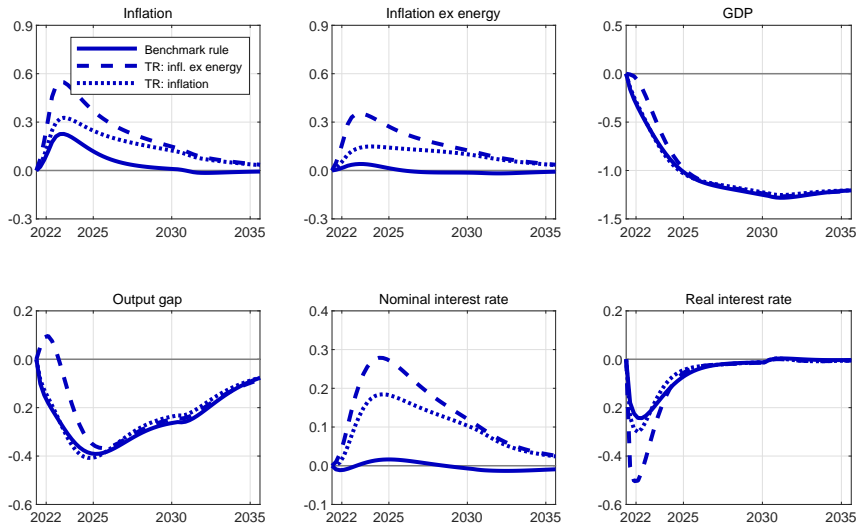 Inflation
0.9
0.6
0.3
0.0
-0.3
2022 2025 2030 2035
Benchmark rule
TR: infl. ex energy
TR: inflation
Inflation ex energy
0.9
0.6
0.3
0.0
-0.3
2022 2025 2030 2035
GDP
0.5
0.0
-0.5
-1.0
-1.5
2022 2025 2030 2035
Output gap
0.2
0.0
0.2
-0.4
-0.6
2022 2025 2030 2035
Nominal interest rate
0.4
0.3
0.2
0.1
0.0
-0.1
2022 2025 2030 2035
Real interest rate
0.2
0.0
0.2
-0.4
-0.6
2022 2025 2030 2035